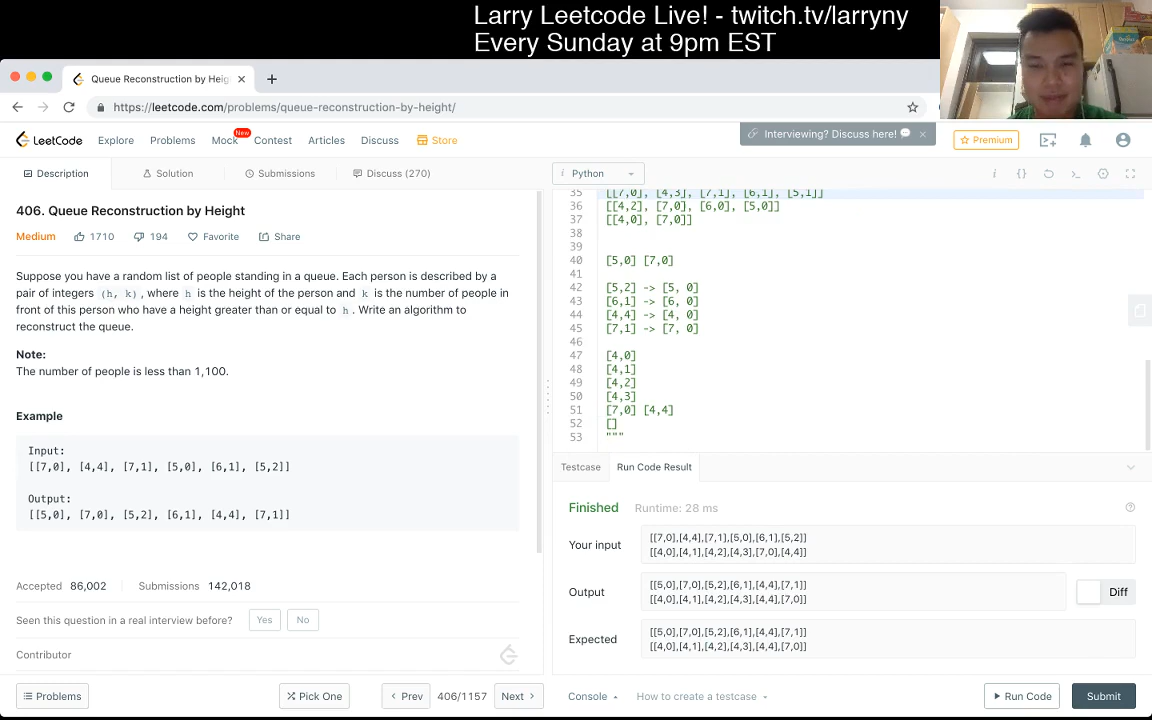 Larry Leetcode Live! - twitch.tv/larryny
Every Sunday at 9pm EST
Queue Reconstruction by Heig
https://leetcode.com/problems/queue-reconstruction-by-height/
LeetCode Explore Problems Mock New Contest Articles Discuss Store
Interviewing? Discuss here!
Premium
Description Solution Submissions Discuss (270)
i Python
406. Queue Reconstruction by Height
Medium 1710 194 Favorite Share
Suppose you have a random list of people standing in a queue. Each person is described by a
pair of integers (h, k), where h is the height of the person and k is the number of people in
front of this person who have a height greater than or equal to h. Write an algorithm to
reconstruct the queue.
Note:
The number of people is less than 1,100.
Example
Input:
[[7,0], [4,4], [7,1], [5,0], [6,1], [5,2]]
Output:
[[5,0], [7,0], [5,2], [6,1], [4,4], [7,1]]
Accepted 86,002 Submissions 142,018
Seen this question in a real interview before? Yes No
Contributor
Problems Pick One Prev 406/1157 Next
35 [[7,0], [4,3], [7,1], [6,1], [5,1]]
36 [[4,2], [7,0], [6,0], [5,0]]
37 [[4,0], [7,0]]
38
39
40 [5,0] [7,0]
41
42 [5,2] -> [5, 0]
43 [6,1] -> [6, 0]
44 [4,4] -> [4, 0]
45 [7,1] -> [7, 0]
46
47 [4,0]
48 [4,1]
49 [4,2]
50 [4,3]
51 [7,0] [4,4]
52 []
53 """
Testcase Run Code Result
Finished Runtime: 28 ms
Your input
[[7,0],[4,4],[7,1],[5,0],[6,1],[5,2]]
[[4,0],[4,1],[4,2],[4,3],[7,0],[4,4]]
Output
[[5,0],[7,0],[5,2],[6,1],[4,4],[7,1]]
[[4,0],[4,1],[4,2],[4,3],[4,4],[7,0]]
Diff
Expected
[[5,0],[7,0],[5,2],[6,1],[4,4],[7,1]]
[[4,0],[4,1],[4,2],[4,3],[4,4],[7,0]]
Console How to create a testcase Run Code Submit